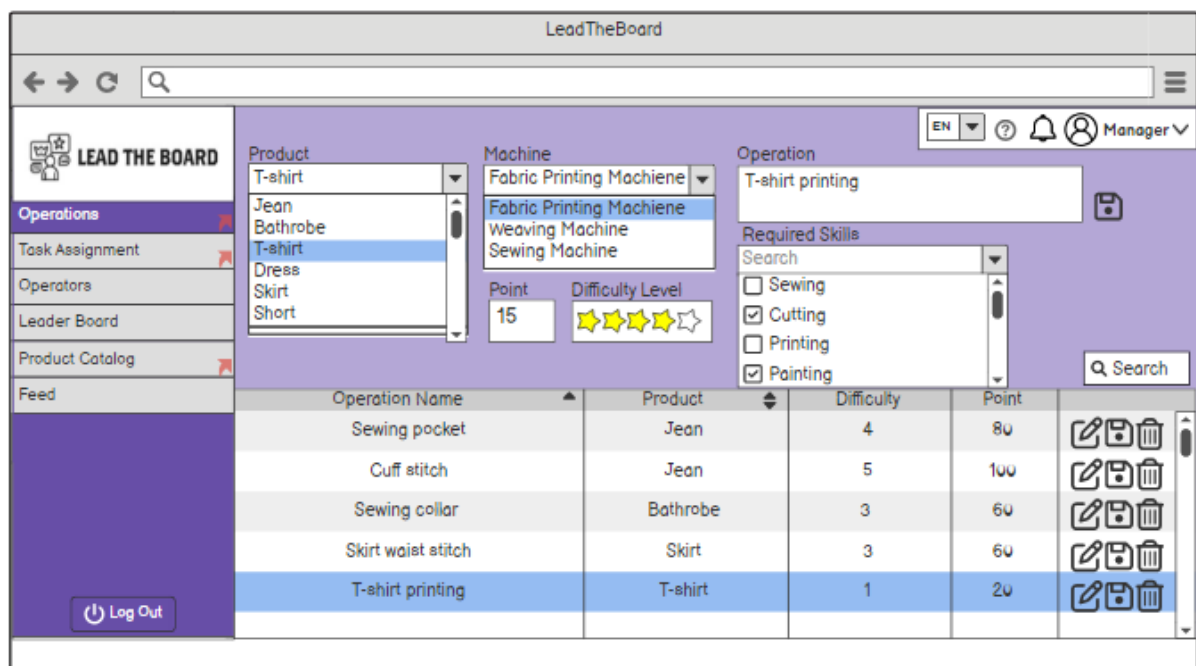 LeadTheBoard
LEAD THE BOARD
EN
Manager
Operations
Task Assignment
Operators
Leader Board
Product Catalog
Feed
Log Out
Product
T-shirt
Jean
Bathrobe
T-shirt
Dress
Skirt
Short
Machine
Fabric Printing Machiene
Fabric Printing Machiene
Weaving Machine
Sewing Machine
Point
15
Difficulty Level
Operation
T-shirt printing
Required Skills
Search
Sewing
Cutting
Printing
Painting
Search
Operation Name Product Difficulty Point
Sewing pocket Jean 4 80
Cuff stitch Jean 5 100
Sewing collar Bathrobe 3 60
Skirt waist stitch Skirt 3 60
T-shirt printing T-shirt 1 20